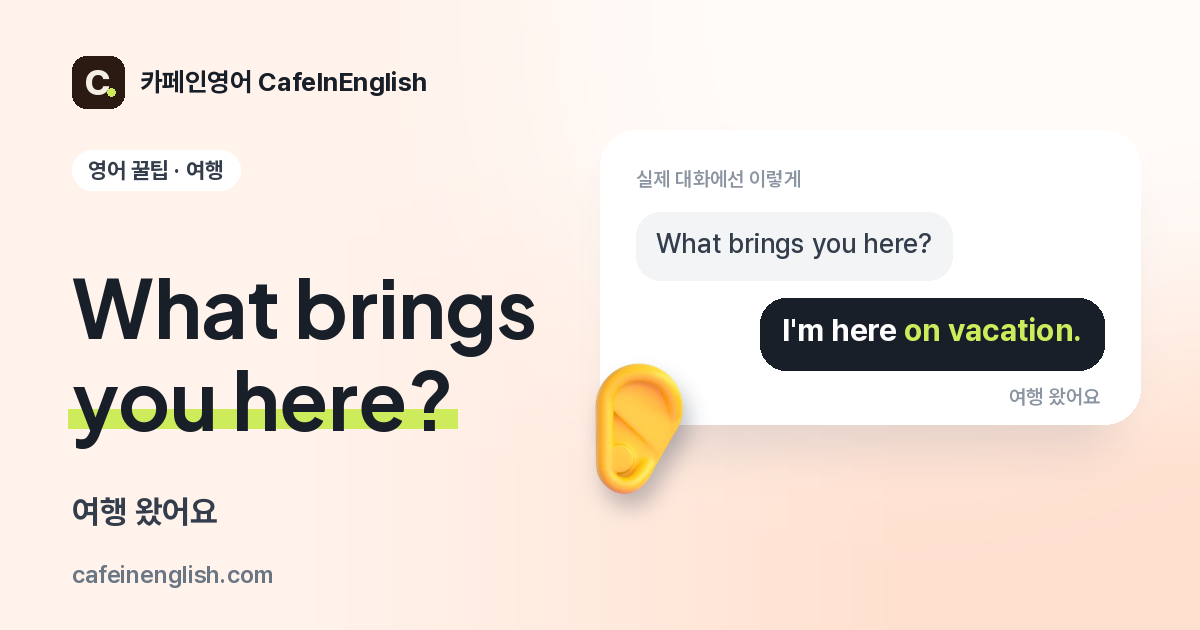 C.
카페인영어 CafeInEnglish
영어 꿀팁 · 여행
What brings
you here?
여행 왔어요
cafeinenglish.com
실제 대화에선 이렇게
What brings you here?
I'm here on vacation.
여행 왔어요